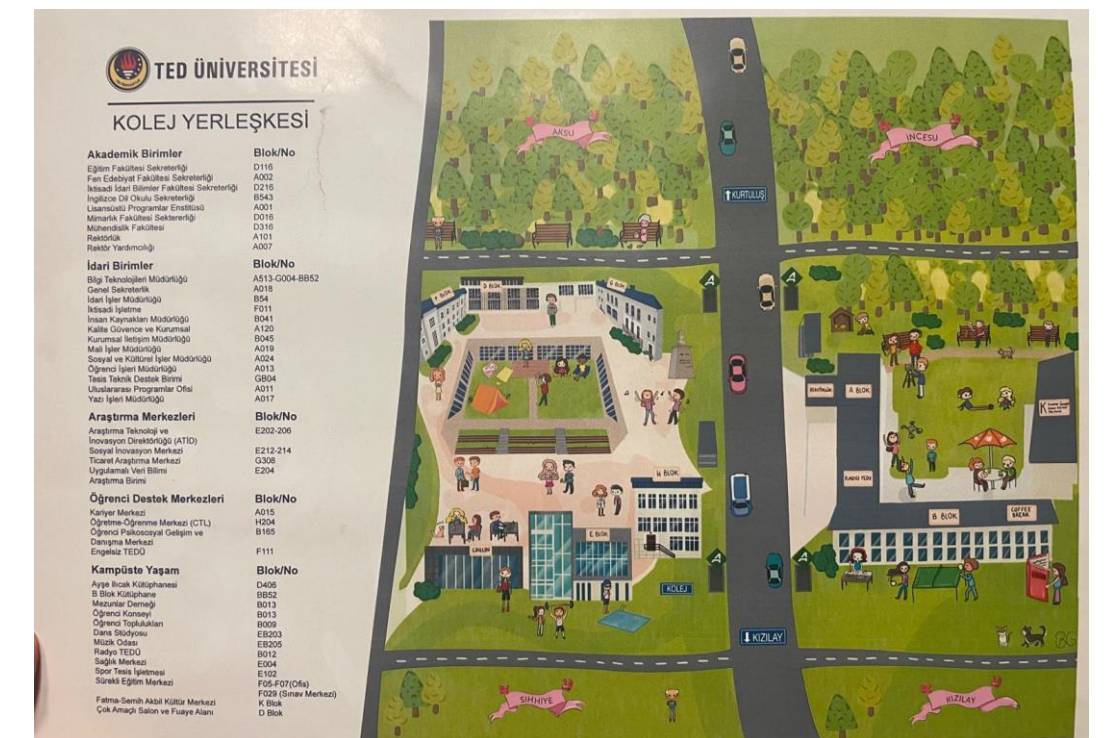 TED ÜNİVERSİTESİ
KOLEJ YERLEŞKESİ
Akademik Birimler Blok/No
Eğitim Fakültesi Sekreterliği D116
Fen Edebiyat Fakültesi Sekreterliği A002
İktisadi İdari Bilimler Fakültesi Sekreterliği D216
İngilizce Dil Okulu Sekreterliği B543
Lisansüstü Programlar Enstitüsü A001
Mimarlık Fakültesi Sektererliği D016
Mühendislik Fakültesi D316
Rektörlük A101
Rektör Yardımcılığı A007
İdari Birimler Blok/No
Bilgi Teknolojileri Müdürlüğü A513-G004-BB52
Genel Sekreterlik A018
İdari İşler Müdürlüğü B54
İktisadi İşletme F011
İnsan Kaynakları Müdürlüğü B041
Kalite Güvence ve Kurumsal A120
Kurumsal İletişim Müdürlüğü B045
Mali İşler Müdürlüğü A019
Sosyal ve Kültürel İşler Müdürlüğü A024
Öğrenci İşleri Müdürlüğü A013
Tesis Teknik Destek Birimi GB04
Uluslararası Programlar Ofisi A011
Yazı İşleri Müdürlüğü A017
Araştırma Merkezleri Blok/No
Araştırma Teknoloji ve E202-206
İnovasyon Direktörlüğü (ATİD)
Sosyal İnovasyon Merkezi E212-214
Ticaret Araştırma Merkezi G308
Uygulamalı Veri Bilimi E204
Araştırma Birimi
Öğrenci Destek Merkezleri Blok/No
Kariyer Merkezi A015
Öğretme-Öğrenme Merkezi (CTL) H204
Öğrenci Psikososyal Gelişim ve B165
Danışma Merkezi
Engelsiz TEDÜ F111
Kampüste Yaşam Blok/No
Ayşe Ilıcak Kütüphanesi D406
B Blok Kütüphane BB52
Mezunlar Derneği B013
Öğrenci Konseyi B013
Öğrenci Toplulukları B009
Dans Stüdyosu EB203
Müzik Odası EB205
Radyo TEDÜ B012
Sağlık Merkezi E004
Spor Tesis İşletmesi E102
Sürekli Eğitim Merkezi F05-F07(Ofis)
F029 (Sınav Merkezi)
Fatma-Semih Akbil Kültür Merkezi K Blok
Çok Amaçlı Salon ve Fuaye Alanı D Blok
AKSU
İNCESU
↑KURTULUŞ
A
A
F BLOK
D BLOK
G BLOK
REKTÖRLÜK
A BLOK
K
H BLOK
RADYO TEDÜ
B BLOK
COFFEE BREAK
E BLOK
A
A
KOLEJ
↓KIZILAY
SIHHİYE
KIZILAY